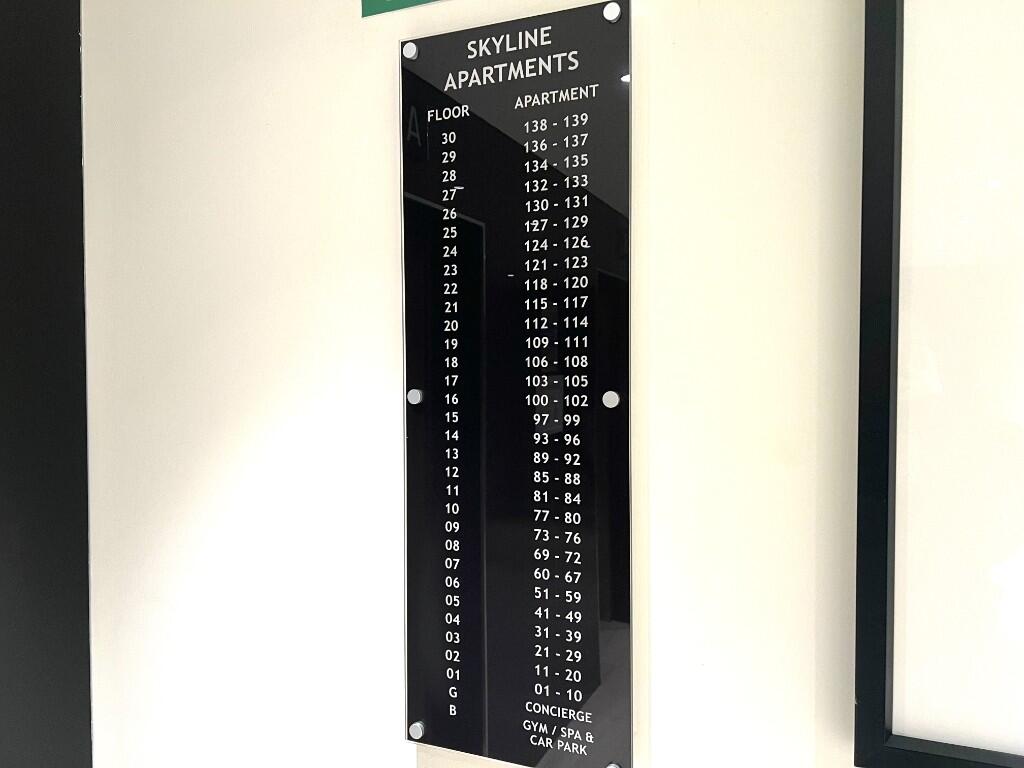 SKYLINE
APARTMENTS
FLOOR APARTMENT
30 138 - 139
29 136 - 137
28 134 - 135
27 132 - 133
26 130 - 131
25 127 - 129
24 124 - 126
23 121 - 123
22 118 - 120
21 115 - 117
20 112 - 114
19 109 - 111
18 106 - 108
17 103 - 105
16 100 - 102
15 97 - 99
14 93 - 96
13 89 - 92
12 85 - 88
11 81 - 84
10 77 - 80
09 73 - 76
08 69 - 72
07 60 - 67
06 51 - 59
05 41 - 49
04 31 - 39
03 21 - 29
02 11 - 20
01 01 - 10
G CONCIERGE
B GYM / SPA &
CAR PARK